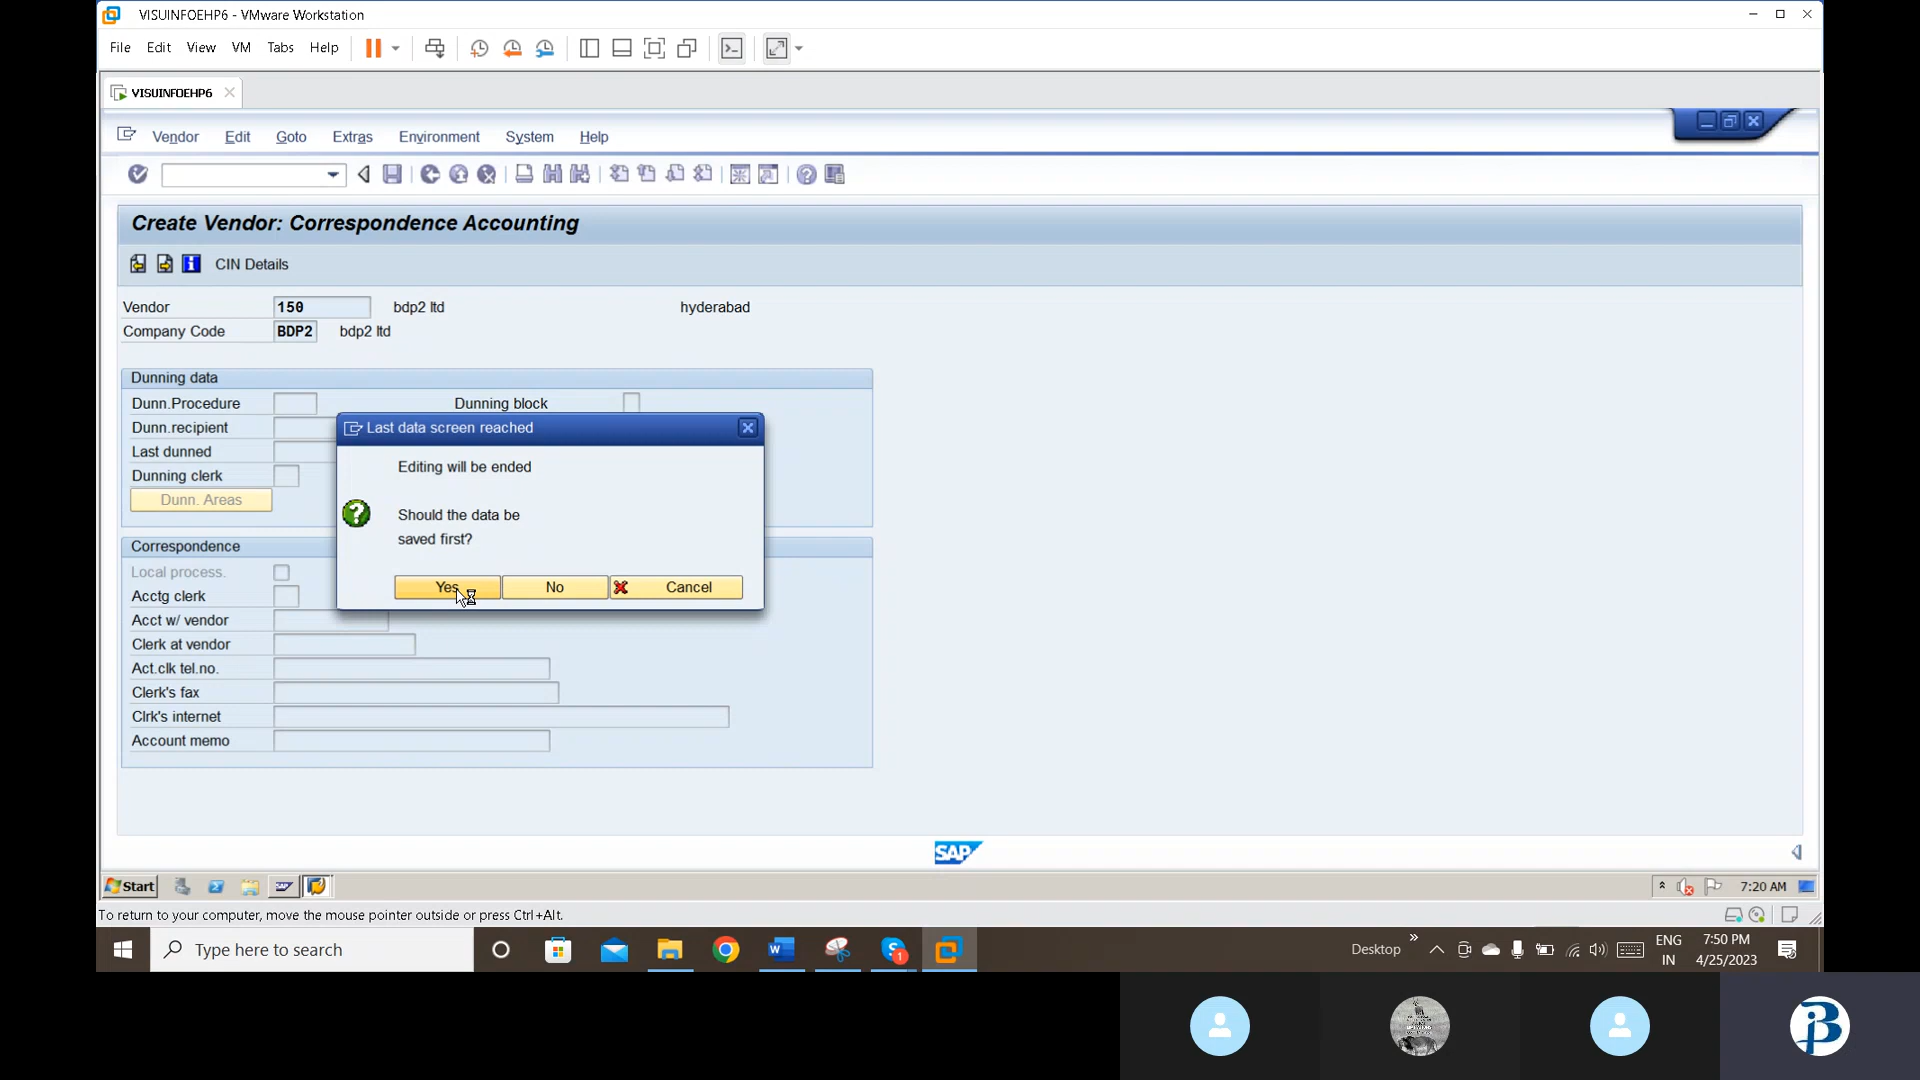 VISUINFOEHP6 - VMware Workstation
File Edit View VM Tabs Help
VISUINFOEHP6
Vendor Edit Goto Extras Environment System Help
Create Vendor: Correspondence Accounting
CIN Details
Vendor 150 bdp2 ltd hyderabad
Company Code BDP2 bdp2 ltd
Dunning data
Dunn.Procedure Dunning block
Dunn.recipient
Last dunned
Dunning clerk
Dunn. Areas
Last data screen reached
Editing will be ended
Should the data be
saved first?
Yes No Cancel
Correspondence
Local process.
Acctg clerk
Acct w/ vendor
Clerk at vendor
Act.clk tel.no.
Clerk's fax
Clrk's internet
Account memo
SAP
Start 7:20 AM
To return to your computer, move the mouse pointer outside or press Ctrl+Alt.
Type here to search
Desktop
ENG
IN
7:50 PM
4/25/2023